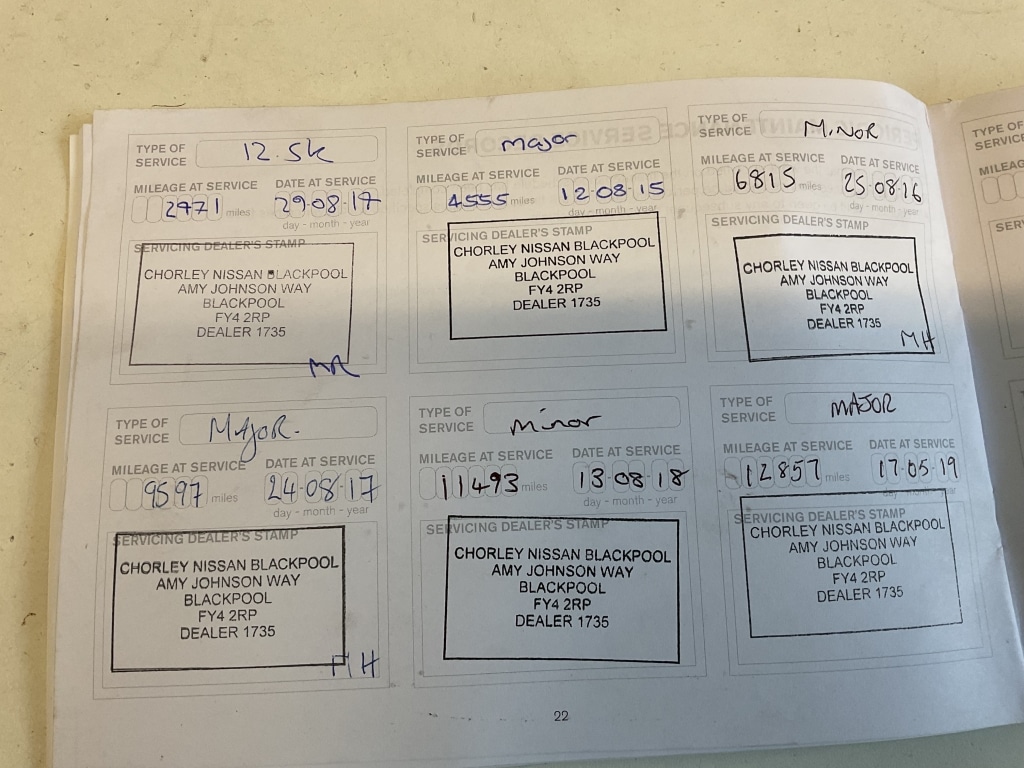 TYPE OF SERVICE 12.5k
MILEAGE AT SERVICE DATE AT SERVICE
2471 miles 29-08-17
day - month - year
SERVICING DEALER'S STAMP
CHORLEY NISSAN BLACKPOOL
AMY JOHNSON WAY
BLACKPOOL
FY4 2RP
DEALER 1735
TYPE OF SERVICE Major
MILEAGE AT SERVICE DATE AT SERVICE
4555 miles 12-08-15
day - month - year
SERVICING DEALER'S STAMP
CHORLEY NISSAN BLACKPOOL
AMY JOHNSON WAY
BLACKPOOL
FY4 2RP
DEALER 1735
TYPE OF SERVICE MINOR
MILEAGE AT SERVICE DATE AT SERVICE
6815 miles 25-08-16
day - month - year
SERVICING DEALER'S STAMP
CHORLEY NISSAN BLACKPOOL
AMY JOHNSON WAY
BLACKPOOL
FY4 2RP
DEALER 1735
MH
TYPE OF SERVICE MAJOR.
MILEAGE AT SERVICE DATE AT SERVICE
9597 miles 24-08-17
day - month - year
SERVICING DEALER'S STAMP
CHORLEY NISSAN BLACKPOOL
AMY JOHNSON WAY
BLACKPOOL
FY4 2RP
DEALER 1735
MH
TYPE OF SERVICE Minor
MILEAGE AT SERVICE DATE AT SERVICE
11493 miles 13-08-18
day - month - year
SERVICING DEALER'S STAMP
CHORLEY NISSAN BLACKPOOL
AMY JOHNSON WAY
BLACKPOOL
FY4 2RP
DEALER 1735
TYPE OF SERVICE MAJOR
MILEAGE AT SERVICE DATE AT SERVICE
12857 miles 17-05-19
SERVICING DEALER'S STAMP
CHORLEY NISSAN BLACKPOOL
AMY JOHNSON WAY
BLACKPOOL
FY4 2RP
DEALER 1735
22
TYPE OF
SERVICE